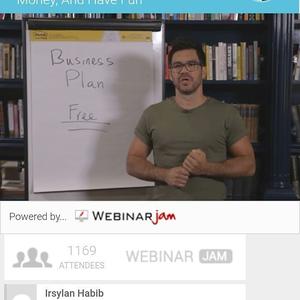 Money, And Have Fun
Business
Plan
Free
Powered by... WEBINARjam
1169
ATTENDEES
WEBINAR JAM
Irsylan Habib